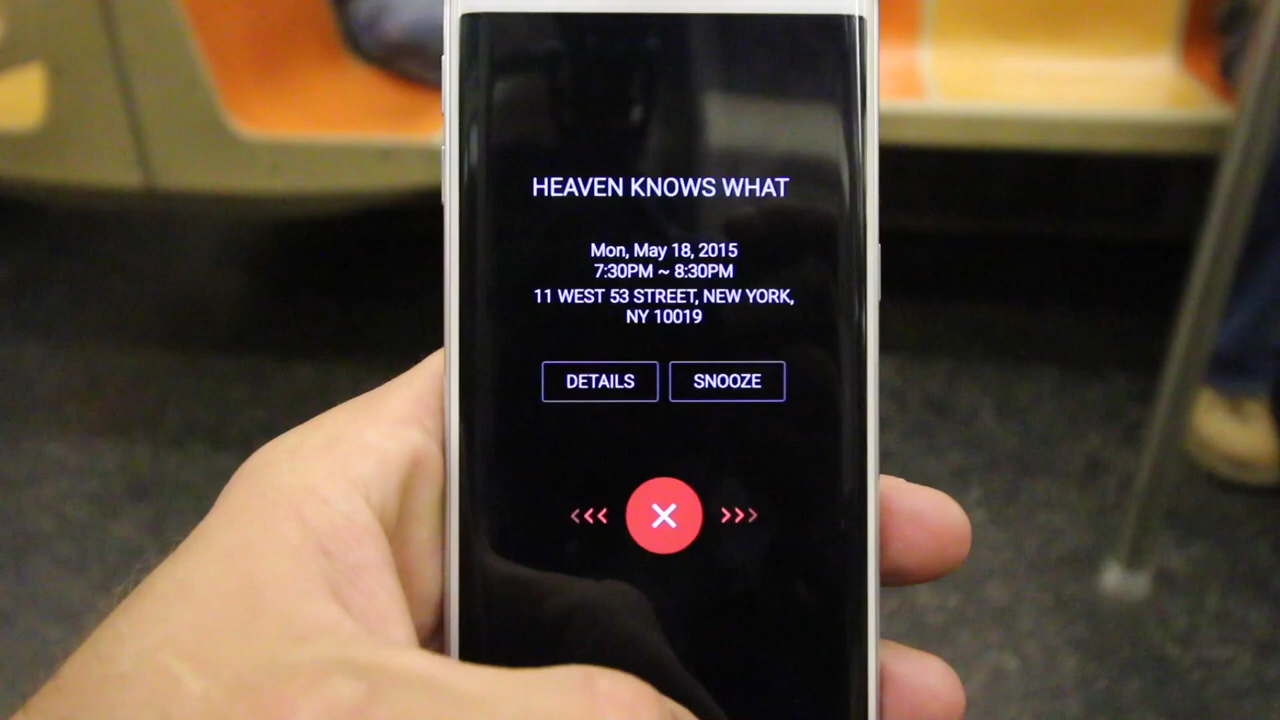 HEAVEN KNOWS WHAT
Mon, May 18, 2015
7:30PM ~ 8:30PM
11 WEST 53 STREET, NEW YORK,
NY 10019
DETAILS SNOOZE